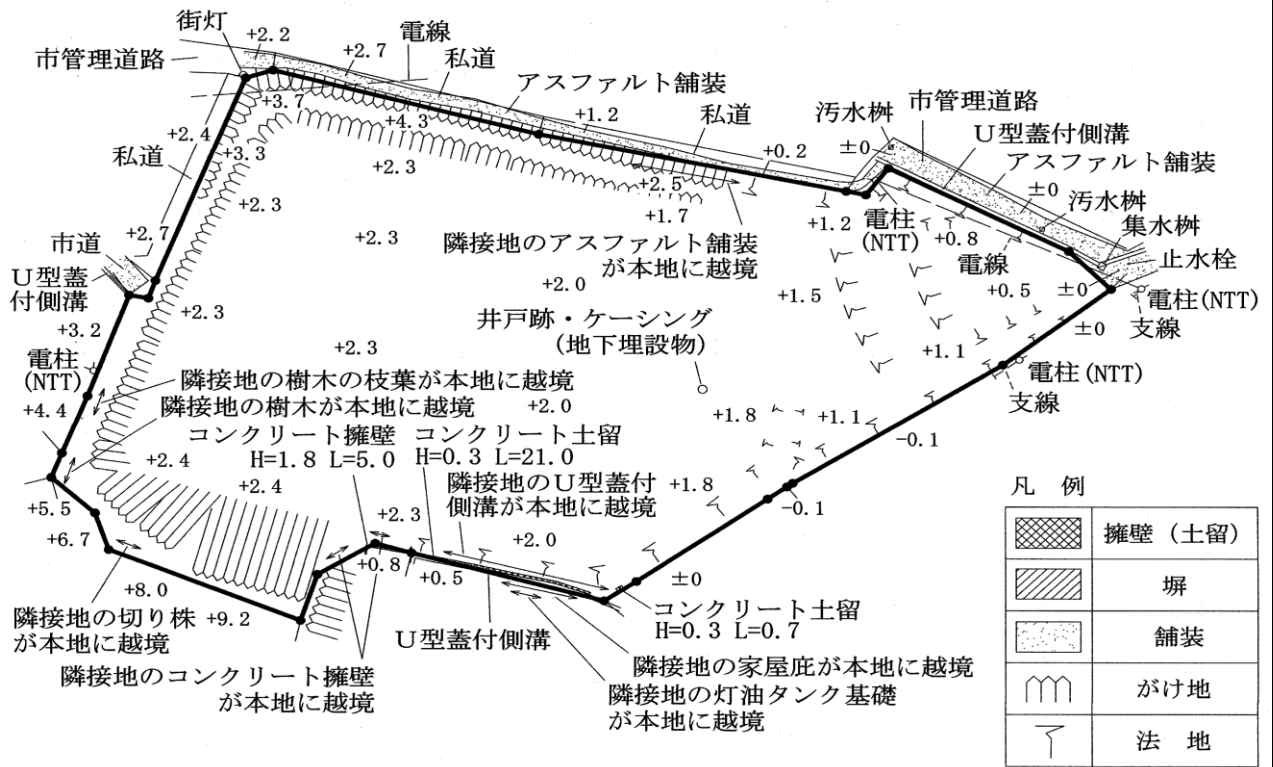 街灯
+2.2
市管理道路
+2.7
電線
私道
アスファルト舗装
+1.2
私道
+0.2
汚水桝
±0
市管理道路
U型蓋付側溝
アスファルト舗装
±0
汚水桝
集水桝
止水栓
電柱(NTT)
支線
±0
±0
+3.7
+4.3
+2.4
私道
+3.3
+2.3
+2.5
+1.7
隣接地のアスファルト舗装
が本地に越境
+1.2
電柱
(NTT)
+0.8
電線
+0.5
+2.3
+2.3
+2.7
市道
U型蓋
付側溝
+2.3
+2.0
+1.5
井戸跡・ケーシング
(地下埋設物)
+3.2
電柱
(NTT)
+2.3
+1.1
電柱(NTT)
支線
隣接地の樹木の枝葉が本地に越境
隣接地の樹木が本地に越境
+4.4
+2.0
+1.8
+1.1
-0.1
コンクリート擁壁
H=1.8 L=5.0
コンクリート土留
H=0.3 L=21.0
+2.4
+2.4
隣接地のU型蓋付
側溝が本地に越境
+1.8
-0.1
+5.5
+6.7
+2.3
+2.0
+0.8
+0.5
±0
+8.0
+9.2
隣接地の切り株
が本地に越境
U型蓋付側溝
コンクリート土留
H=0.3 L=0.7
隣接地のコンクリート擁壁
が本地に越境
隣接地の家屋庇が本地に越境
隣接地の灯油タンク基礎
が本地に越境
凡 例
擁壁(土留)
塀
舗装
がけ地
法 地